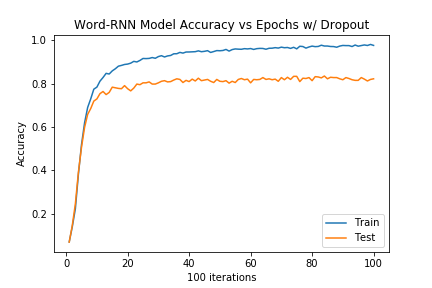 Word-RNN Model Accuracy vs Epochs w/ Dropout
1.0
0.8
0.6
0.4
0.2
Accuracy
0
20
40
60
80
100
100 iterations
Train
Test